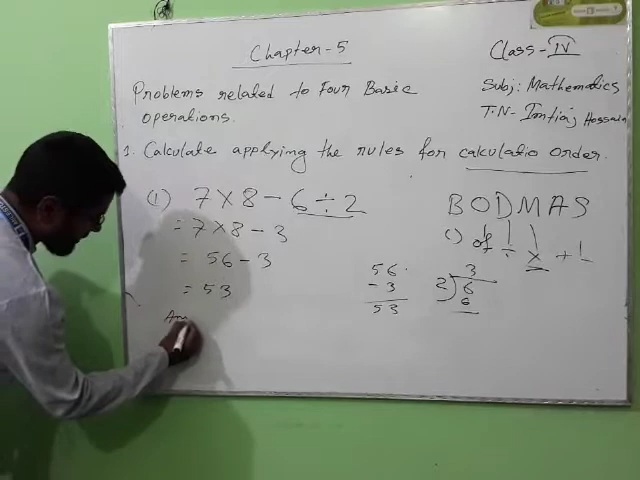 Chapter-5
Class-IV
Subj: Mathematics
T.N- Imtiaj Hossain
Problems related to Four Basic
operations.
1. Calculate applying the rules for calculatio order.
(1) 7×8-6÷2
= 7×8-3
= 56-3
= 53
Ans
56
-3
53
3
2)6
6
BODMAS
() of ÷ × + -